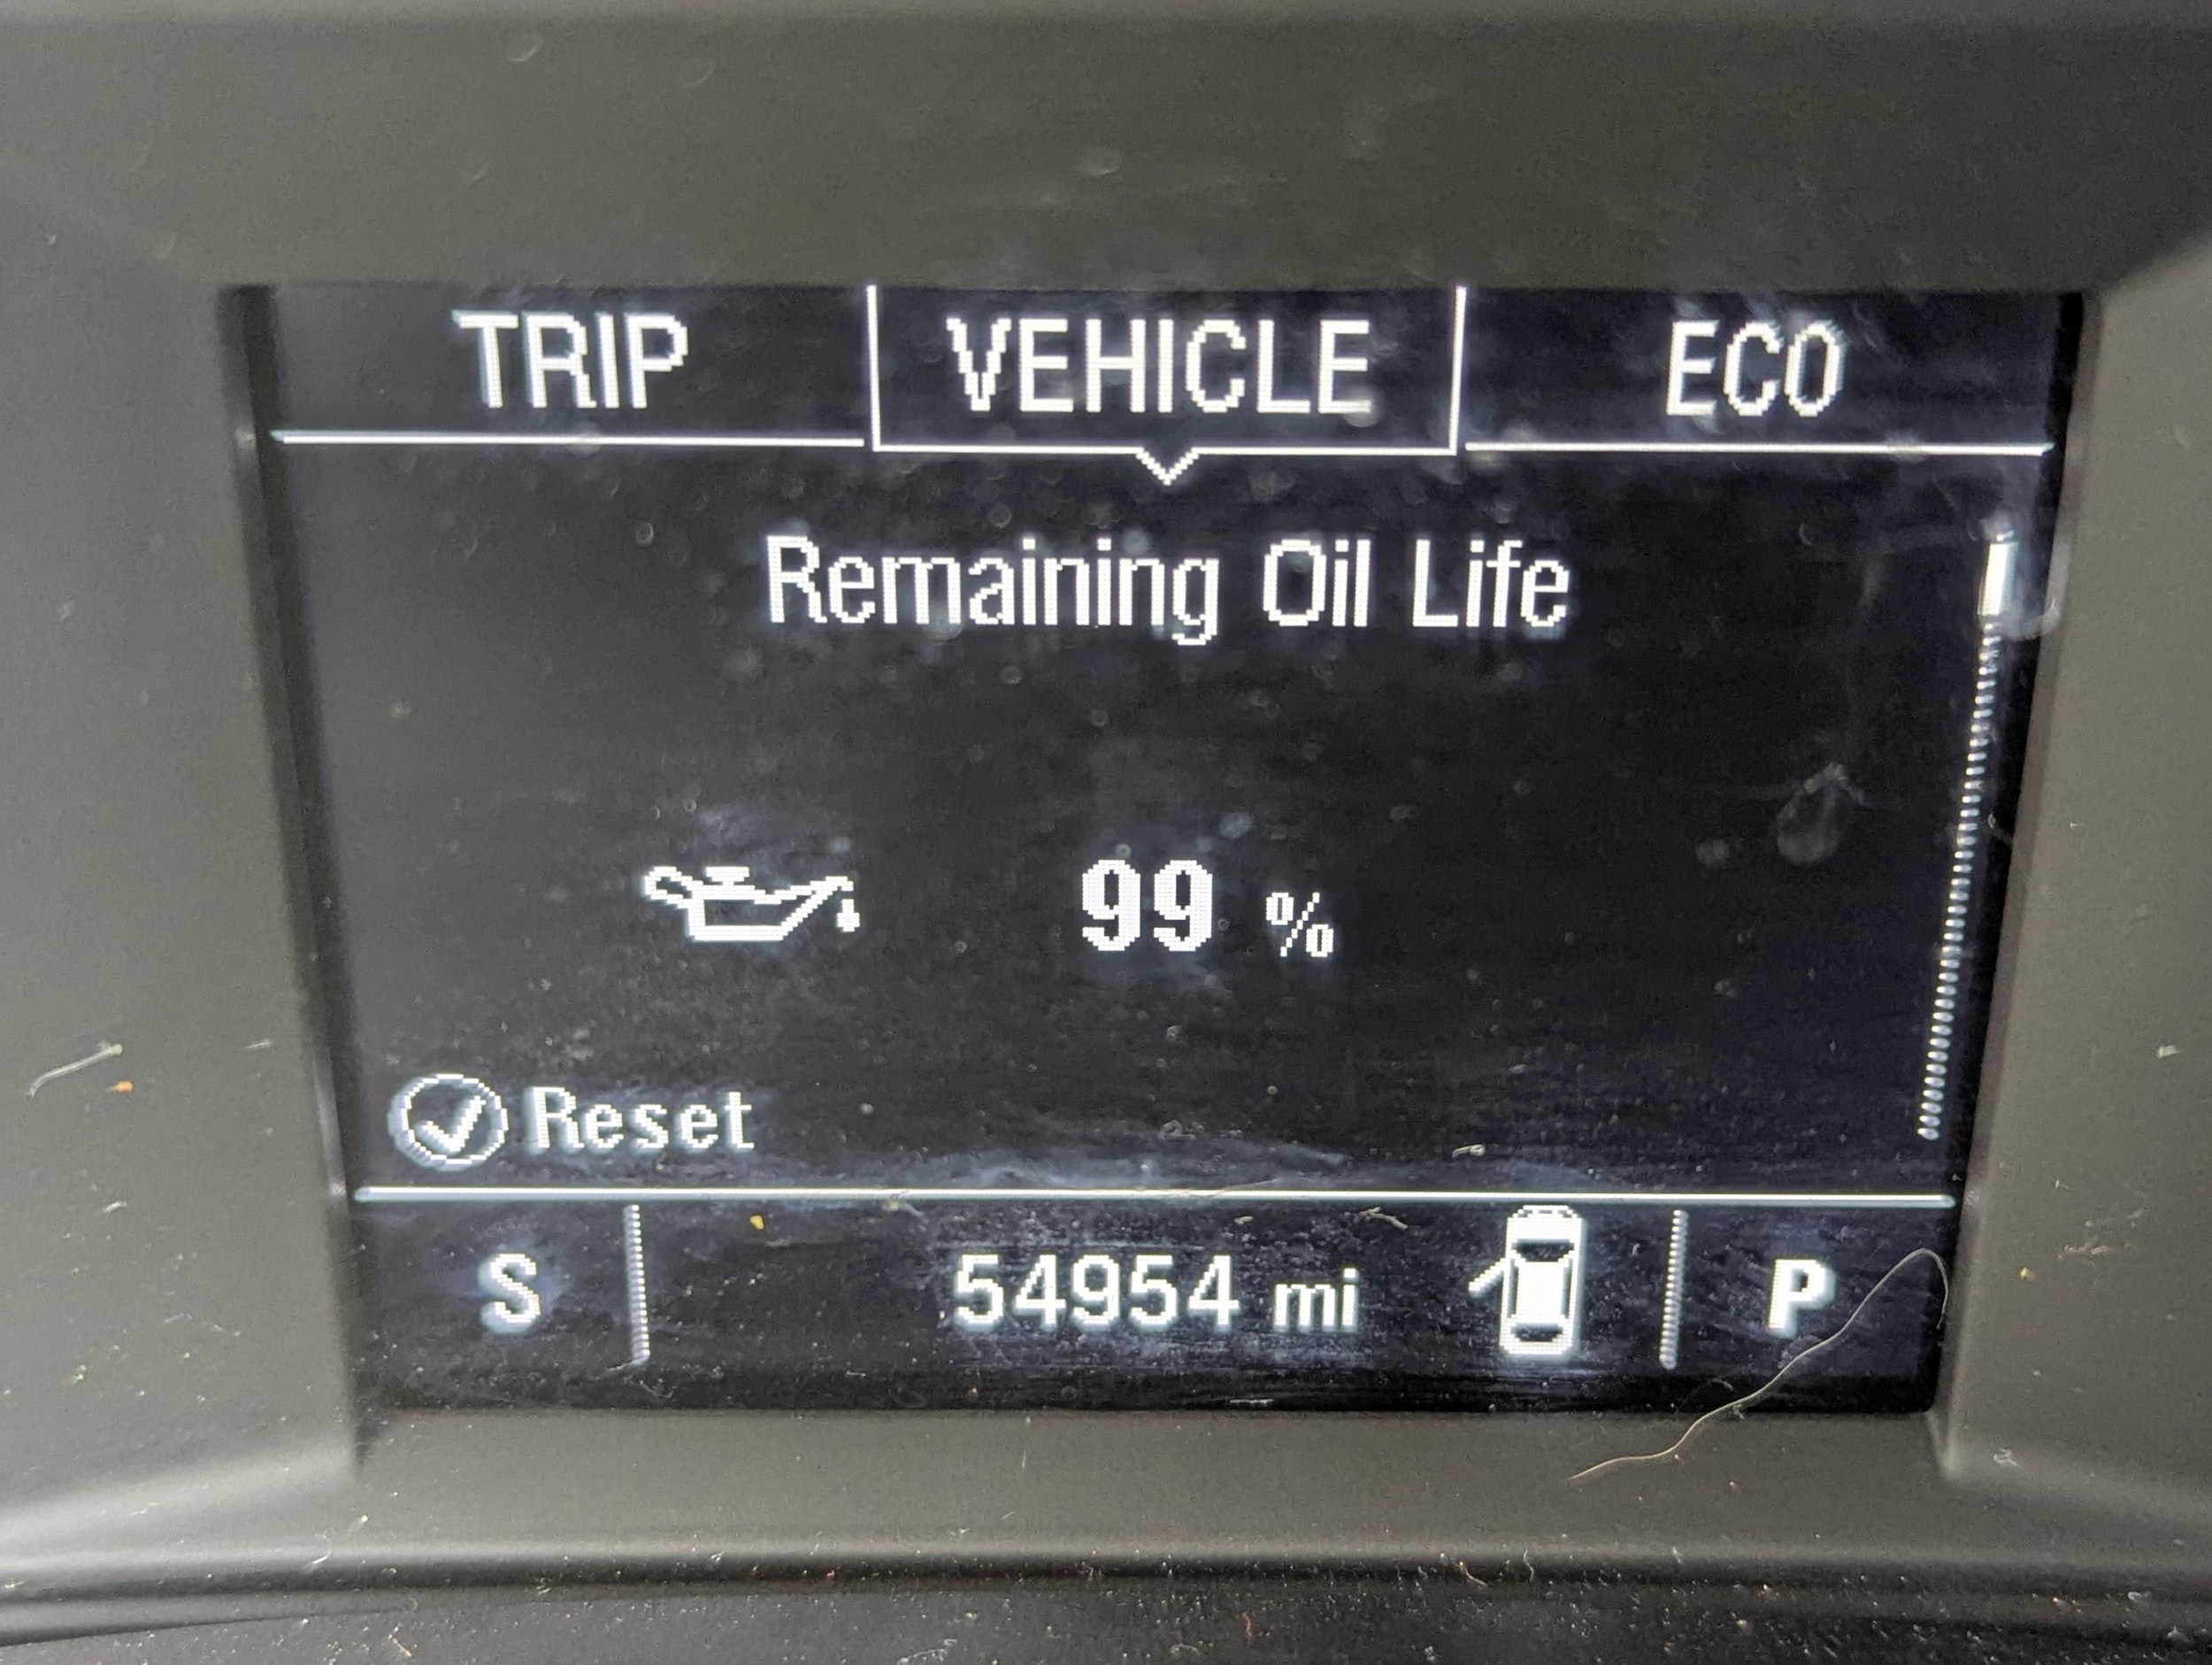 TRIP VEHICLE ECO
Remaining Oil Life
99 %
Reset
S 54954 mi P